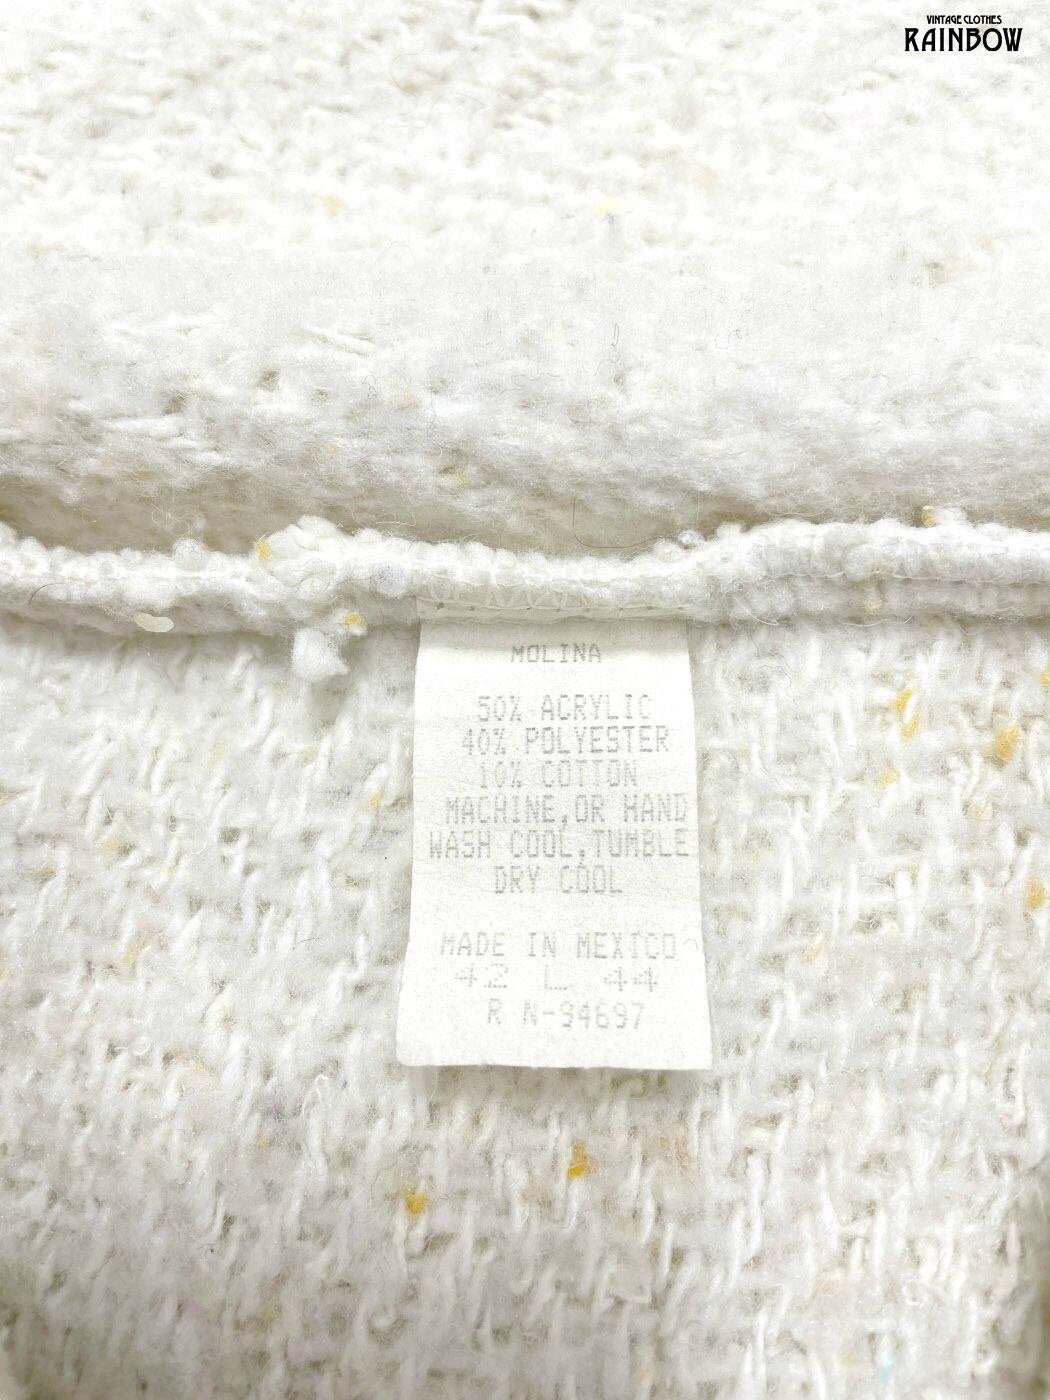 VINTAGE CLOTHES
RAINBOW
MOLINA
50% ACRYLIC
40% POLYESTER
10% COTTON
MACHINE,OR HAND
WASH COOL,TUMBLE
DRY COOL
MADE IN MEXICO
42 L 44
R N-94697